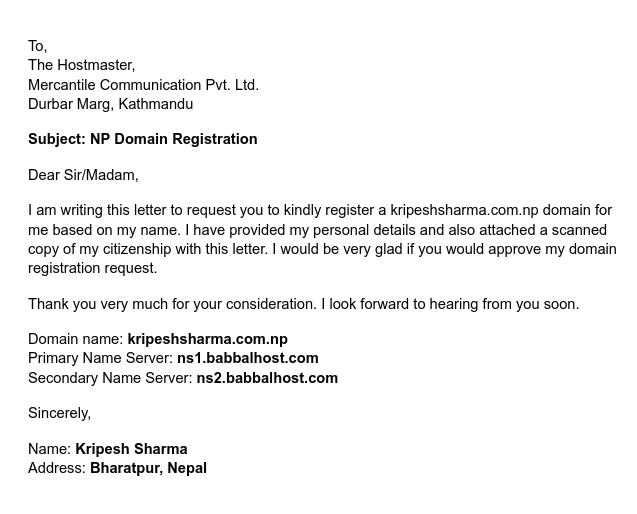 To,
The Hostmaster,
Mercantile Communication Pvt. Ltd.
Durbar Marg, Kathmandu
Subject: NP Domain Registration
Dear Sir/Madam,
I am writing this letter to request you to kindly register a kripeshsharma.com.np domain for
me based on my name. I have provided my personal details and also attached a scanned
copy of my citizenship with this letter. I would be very glad if you would approve my domain
registration request.
Thank you very much for your consideration. I look forward to hearing from you soon.
Domain name: kripeshsharma.com.np
Primary Name Server: ns1.babbalhost.com
Secondary Name Server: ns2.babbalhost.com
Sincerely,
Name: Kripesh Sharma
Address: Bharatpur, Nepal